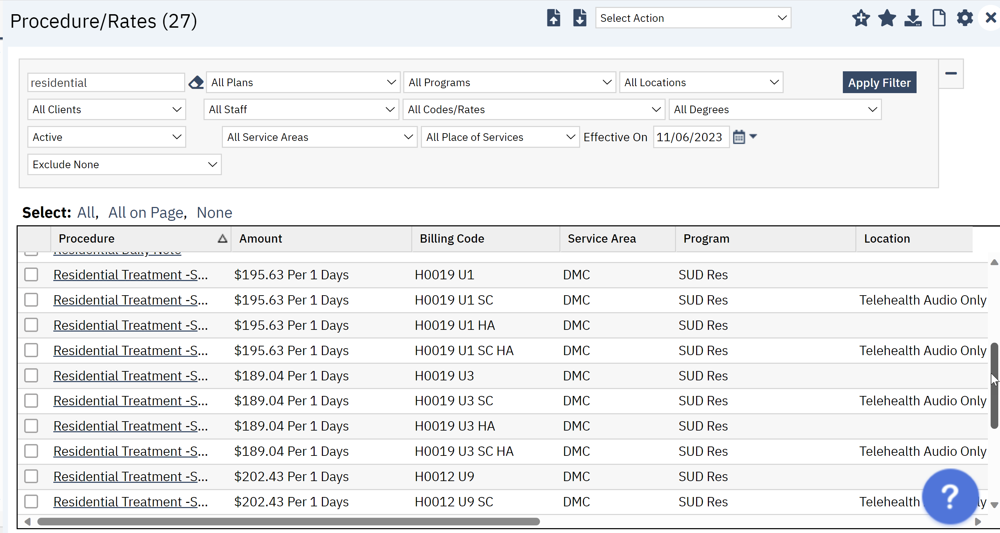 Procedure/Rates (27)
Select Action
residential
All Plans
All Programs
All Locations
Apply Filter
All Clients
All Staff
All Codes/Rates
All Degrees
Active
All Service Areas
All Place of Services
Effective On
11/06/2023
Exclude None
Select: All, All on Page, None
Procedure Amount Billing Code Service Area Program Location
Residential Daily Note
Residential Treatment -S... $195.63 Per 1 Days H0019 U1 DMC SUD Res
Residential Treatment -S... $195.63 Per 1 Days H0019 U1 SC DMC SUD Res Telehealth Audio Only
Residential Treatment -S... $195.63 Per 1 Days H0019 U1 HA DMC SUD Res
Residential Treatment -S... $195.63 Per 1 Days H0019 U1 SC HA DMC SUD Res Telehealth Audio Only
Residential Treatment -S... $189.04 Per 1 Days H0019 U3 DMC SUD Res
Residential Treatment -S... $189.04 Per 1 Days H0019 U3 SC DMC SUD Res Telehealth Audio Only
Residential Treatment -S... $189.04 Per 1 Days H0019 U3 HA DMC SUD Res
Residential Treatment -S... $189.04 Per 1 Days H0019 U3 SC HA DMC SUD Res Telehealth Audio Only
Residential Treatment -S... $202.43 Per 1 Days H0012 U9 DMC SUD Res
Residential Treatment -S... $202.43 Per 1 Days H0012 U9 SC DMC SUD Res Telehealth
?